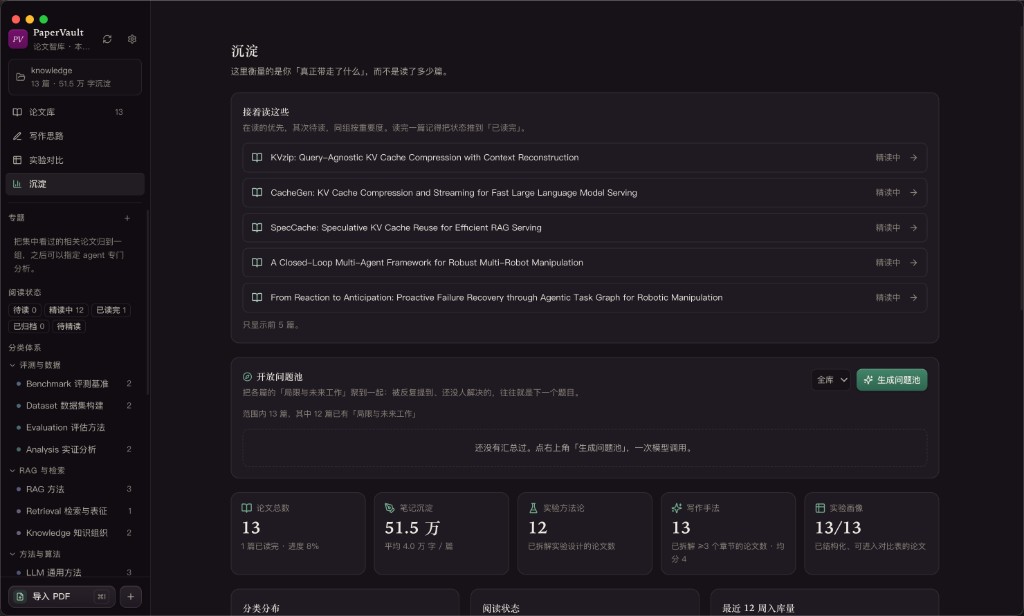 PV
PaperVault
论文智库 · 本...
knowledge
13 篇 · 51.5 万 字沉淀
论文库 13
写作思路
实验对比
沉淀
专题 +
把集中看过的相关论文归到一
组，之后可以指定 agent 专门
分析。
阅读状态
待读 0 精读中 12 已读完 1
已归档 0 待精读
分类体系
评测与数据
Benchmark 评测基准 2
Dataset 数据集构建 2
Evaluation 评估方法
Analysis 实证分析 2
RAG 与检索
RAG 方法 3
Retrieval 检索与表征 1
Knowledge 知识组织 2
方法与算法
LLM 通用方法 3
导入 PDF ⌘I +
沉淀
这里衡量的是你「真正带走了什么」，而不是读了多少篇。
接着读这些
在读的优先，其次待读，同组按重要度。读完一篇记得把状态推到「已读完」。
KVzip: Query-Agnostic KV Cache Compression with Context Reconstruction 精读中 →
CacheGen: KV Cache Compression and Streaming for Fast Large Language Model Serving 精读中 →
SpecCache: Speculative KV Cache Reuse for Efficient RAG Serving 精读中 →
A Closed-Loop Multi-Agent Framework for Robust Multi-Robot Manipulation 精读中 →
From Reaction to Anticipation: Proactive Failure Recovery through Agentic Task Graph for Robotic Manipulation 精读中 →
只显示前 5 篇。
开放问题池
把各篇的「局限与未来工作」聚到一起：被反复提到、还没人解决的，往往就是下一个题目。
全库 生成问题池
范围内 13 篇，其中 12 篇已有「局限与未来工作」
还没有汇总过。点右上角「生成问题池」，一次模型调用。
论文总数
13
1 篇已读完 · 进度 8%
笔记沉淀
51.5 万
平均 4.0 万 字 / 篇
实验方法论
12
已拆解实验设计的论文数
写作手法
13
已拆解 ≥3 个章节的论文数 · 均
分 4
实验画像
13/13
已结构化、可进入对比表的论文
分类分布
阅读状态
最近 12 周入库量